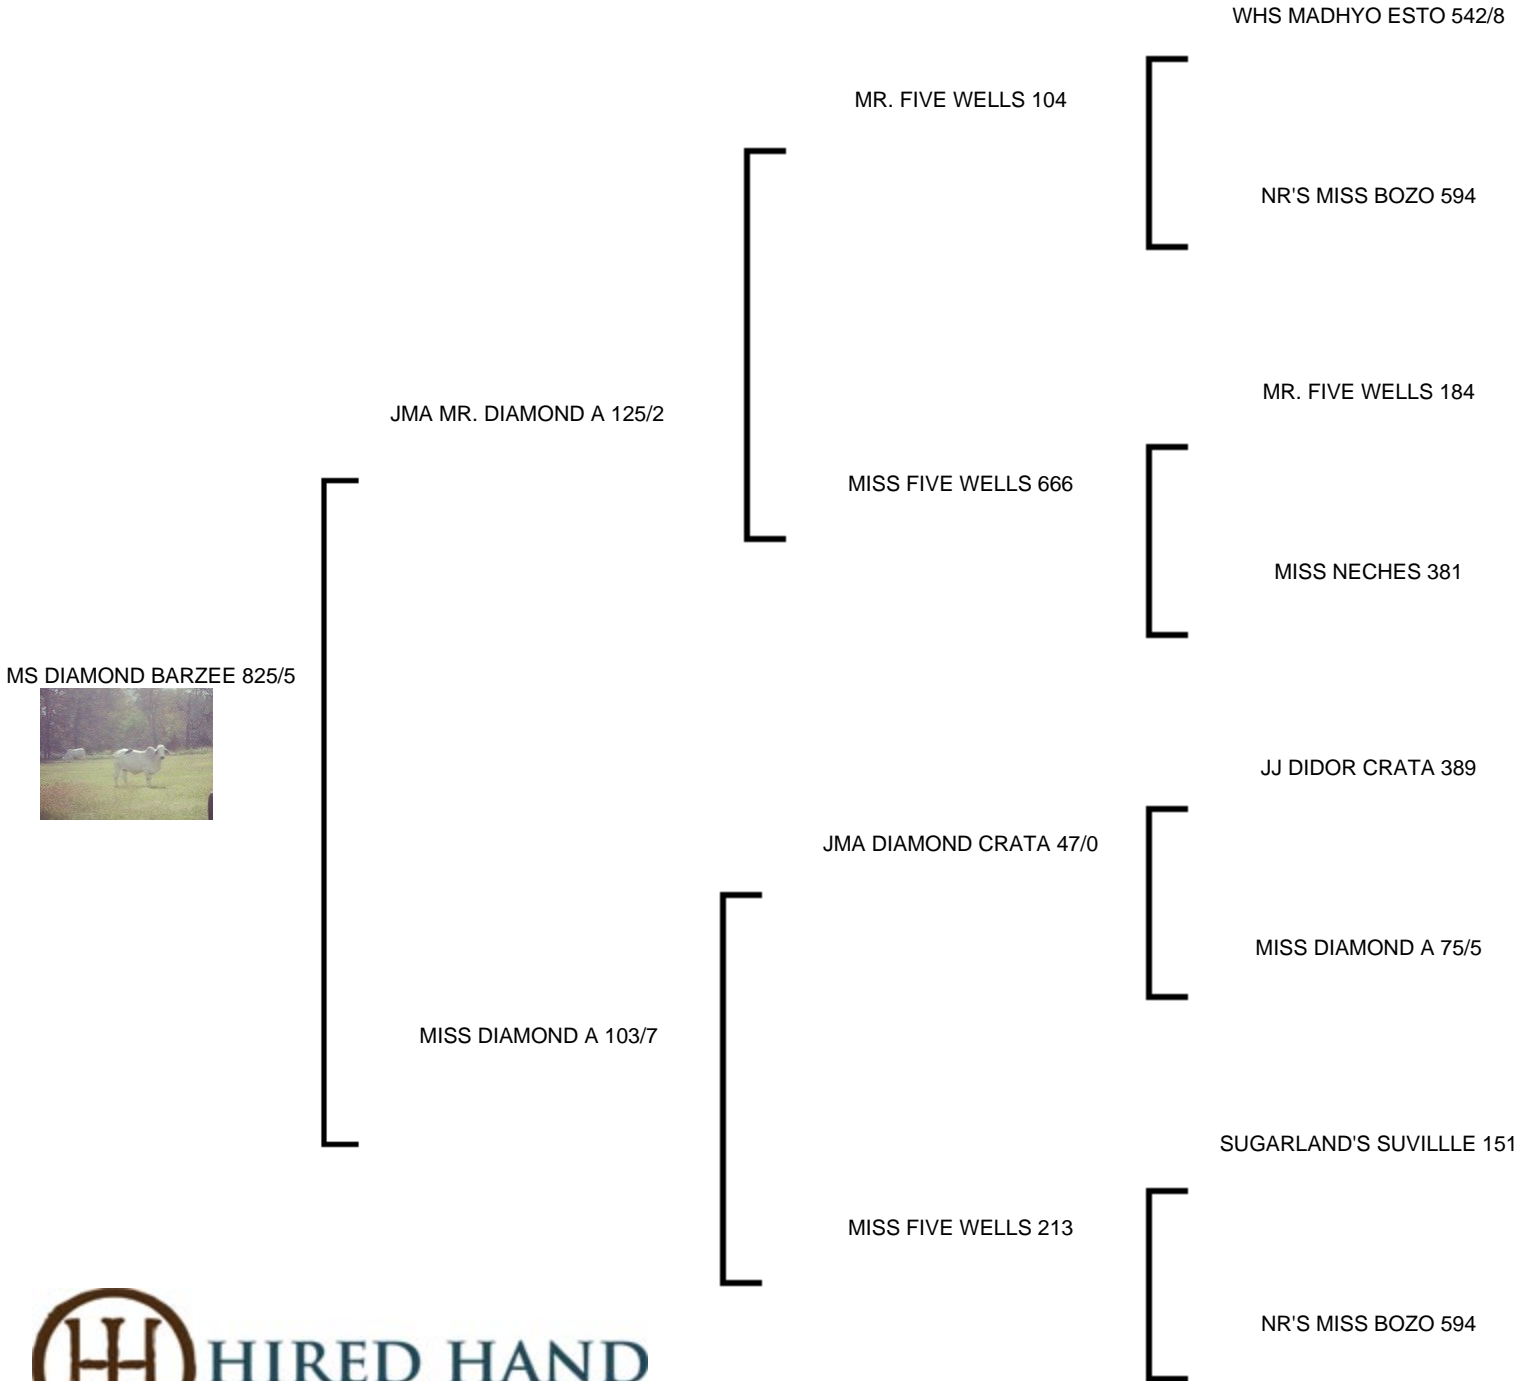 WHS MADHYO ESTO 542/8
MR. FIVE WELLS 104
NR'S MISS BOZO 594
MR. FIVE WELLS 184
JMA MR. DIAMOND A 125/2
MISS FIVE WELLS 666
MISS NECHES 381
MS DIAMOND BARZEE 825/5
JJ DIDOR CRATA 389
JMA DIAMOND CRATA 47/0
MISS DIAMOND A 75/5
MISS DIAMOND A 103/7
SUGARLAND'S SUVILLLE 151
MISS FIVE WELLS 213
NR'S MISS BOZO 594
HIRED HAND